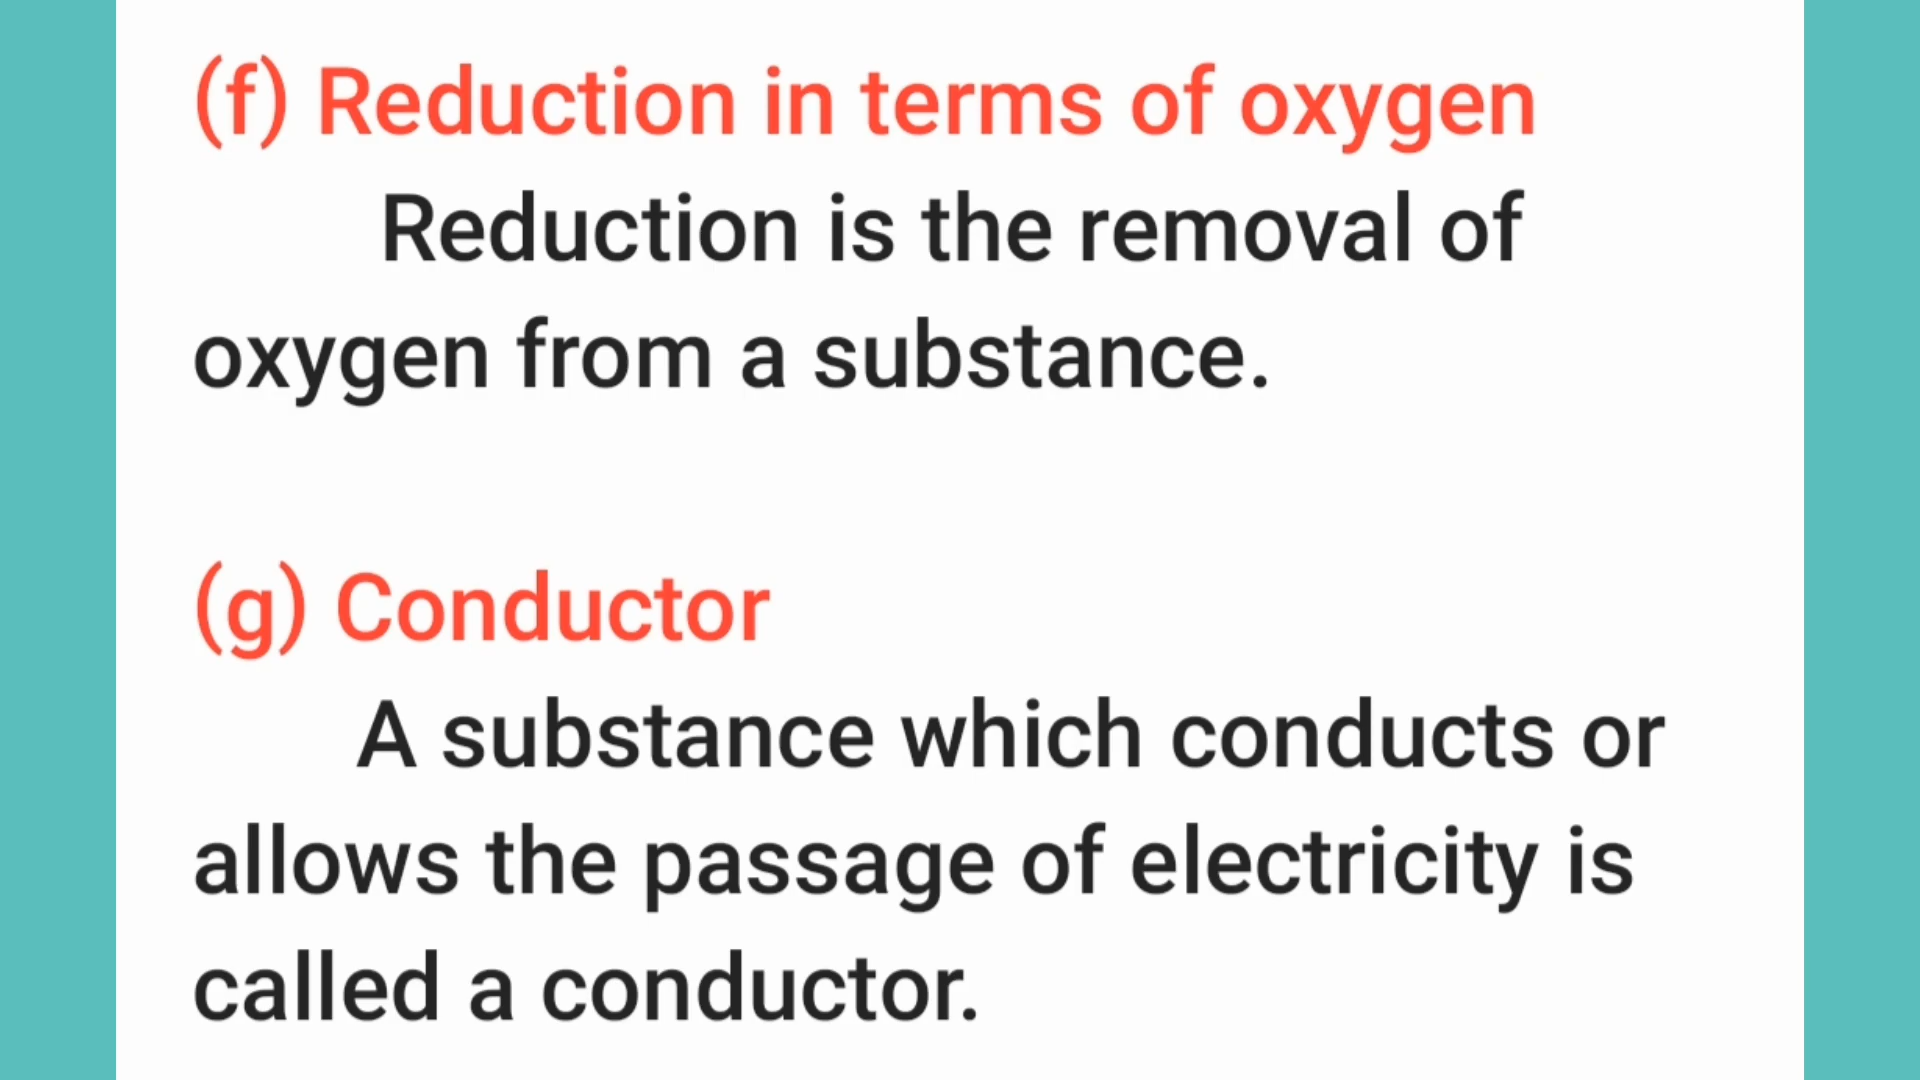 (f) Reduction in terms of oxygen
Reduction is the removal of
oxygen from a substance.
(g) Conductor
A substance which conducts or
allows the passage of electricity is
called a conductor.